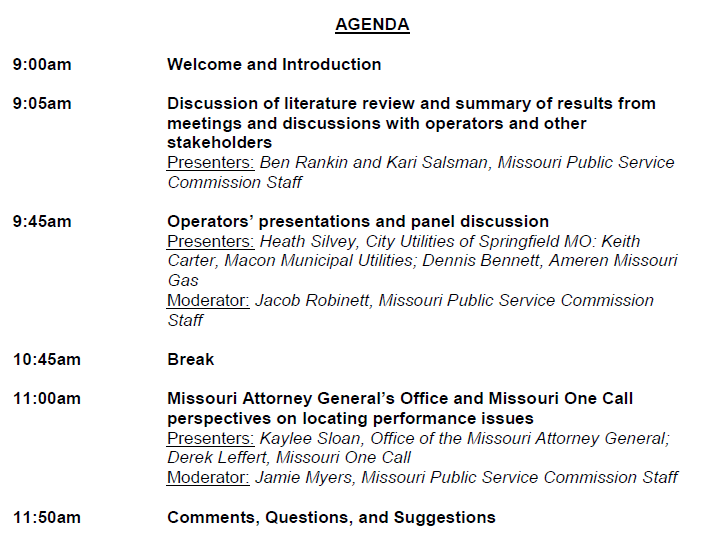 AGENDA
9:00am Welcome and Introduction
9:05am Discussion of literature review and summary of results from
meetings and discussions with operators and other
stakeholders
Presenters: Ben Rankin and Kari Salsman, Missouri Public Service
Commission Staff
9:45am Operators’ presentations and panel discussion
Presenters: Heath Silvey, City Utilities of Springfield MO: Keith
Carter, Macon Municipal Utilities; Dennis Bennett, Ameren Missouri
Gas
Moderator: Jacob Robinett, Missouri Public Service Commission
Staff
10:45am Break
11:00am Missouri Attorney General’s Office and Missouri One Call
perspectives on locating performance issues
Presenters: Kaylee Sloan, Office of the Missouri Attorney General;
Derek Leffert, Missouri One Call
Moderator: Jamie Myers, Missouri Public Service Commission Staff
11:50am Comments, Questions, and Suggestions